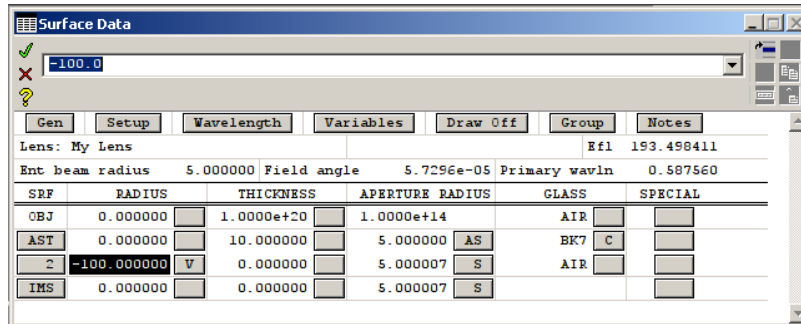 Surface Data
-100.0
Gen Setup Wavelength Variables Draw Off Group Notes
Lens: My Lens Efl 193.498411
Ent beam radius 5.000000 Field angle 5.7296e-05 Primary wavln 0.587560
SRF RADIUS THICKNESS APERTURE RADIUS GLASS SPECIAL
OBJ 0.000000 1.0000e+20 1.0000e+14 AIR
AST 0.000000 10.000000 5.000000 AS BK7 C
2 -100.000000 V 0.000000 5.000007 S AIR
IMS 0.000000 0.000000 5.000007 S